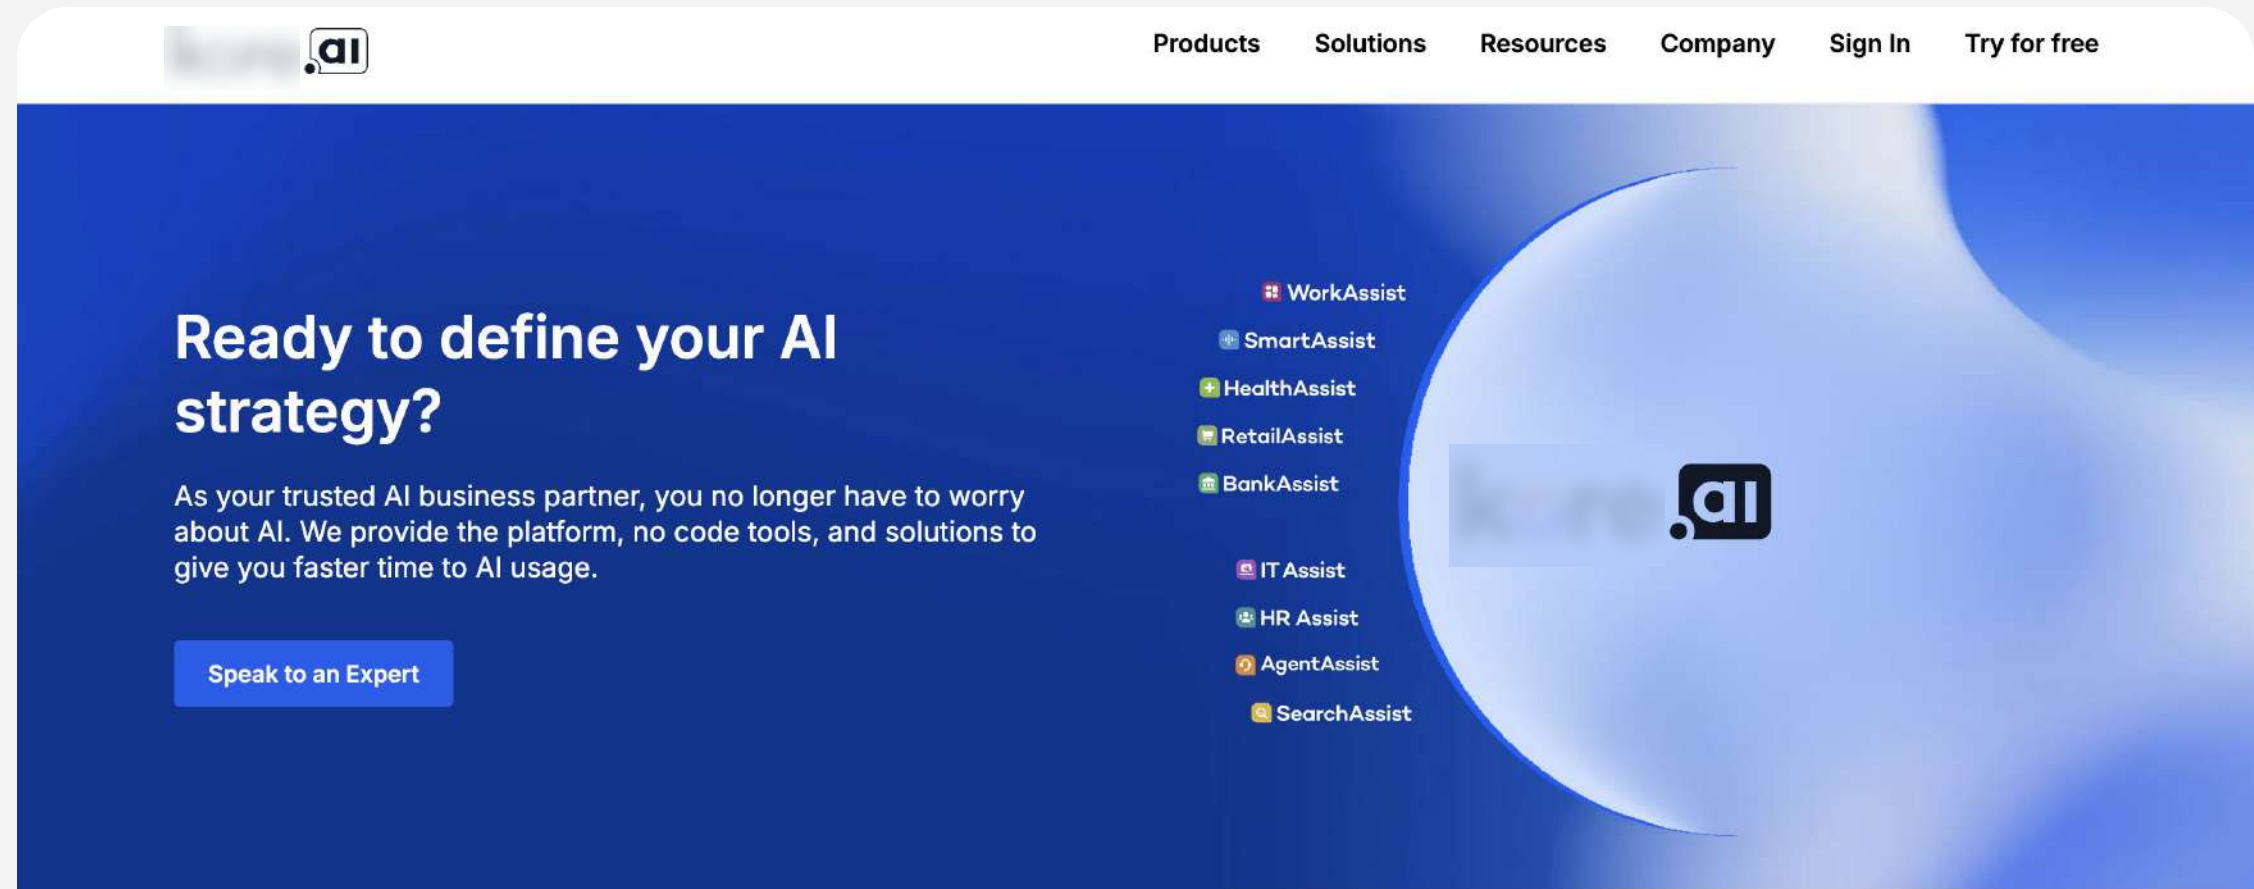 .ai
Products Solutions Resources Company Sign In Try for free
Ready to define your AI
strategy?
As your trusted AI business partner, you no longer have to worry
about AI. We provide the platform, no code tools, and solutions to
give you faster time to AI usage.
Speak to an Expert
WorkAssist
SmartAssist
HealthAssist
RetailAssist
BankAssist
IT Assist
HR Assist
AgentAssist
SearchAssist
.ai